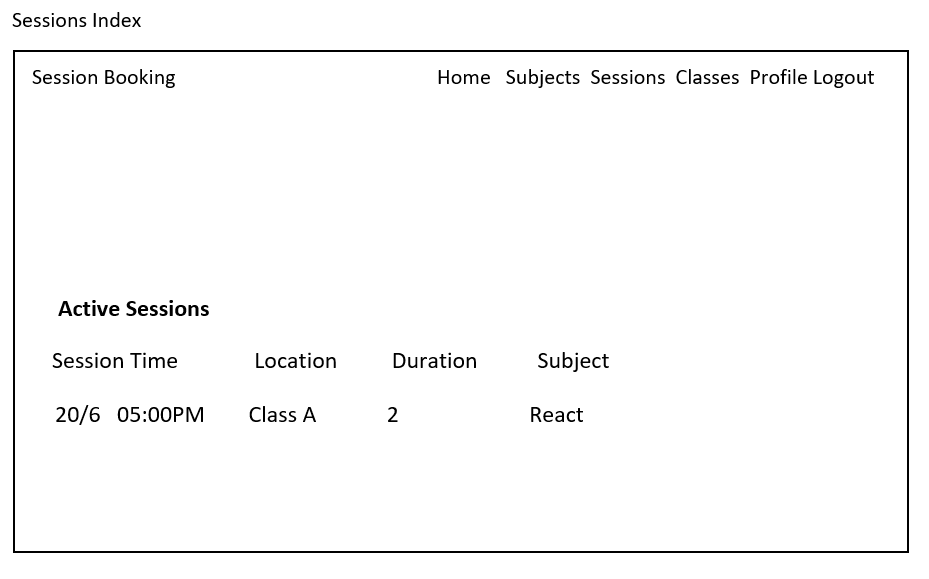 Sessions Index
Session Booking Home Subjects Sessions Classes Profile Logout
Active Sessions
Session Time Location Duration Subject
20/6 05:00PM Class A 2 React